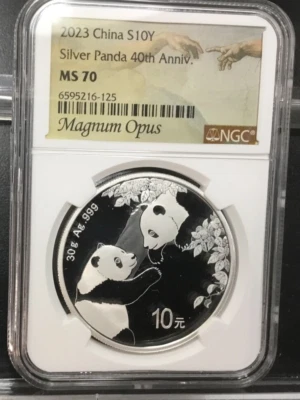 2023 China S10Y
Silver Panda 40th Anniv.
MS 70
6595216-125
Magnum Opus
NGC
30g Ag.999
10元